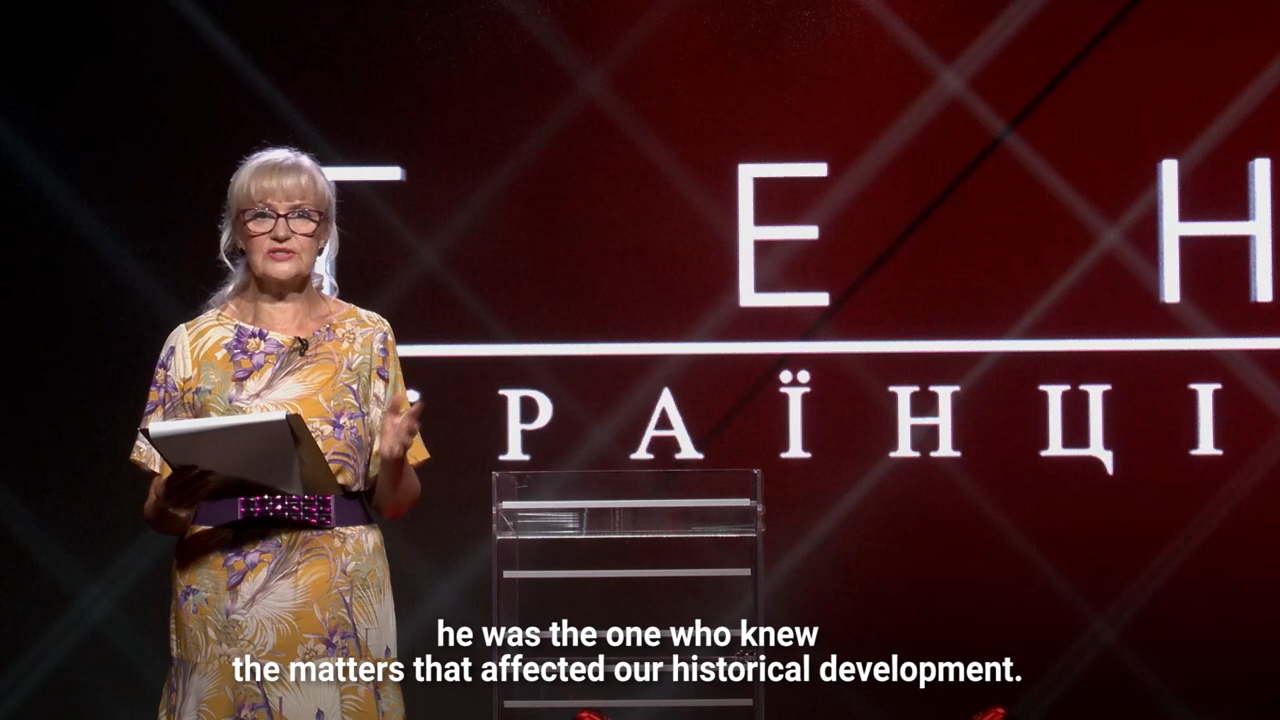 Г Е Н
РАЇНЦІ
he was the one who knew
the matters that affected our historical development.